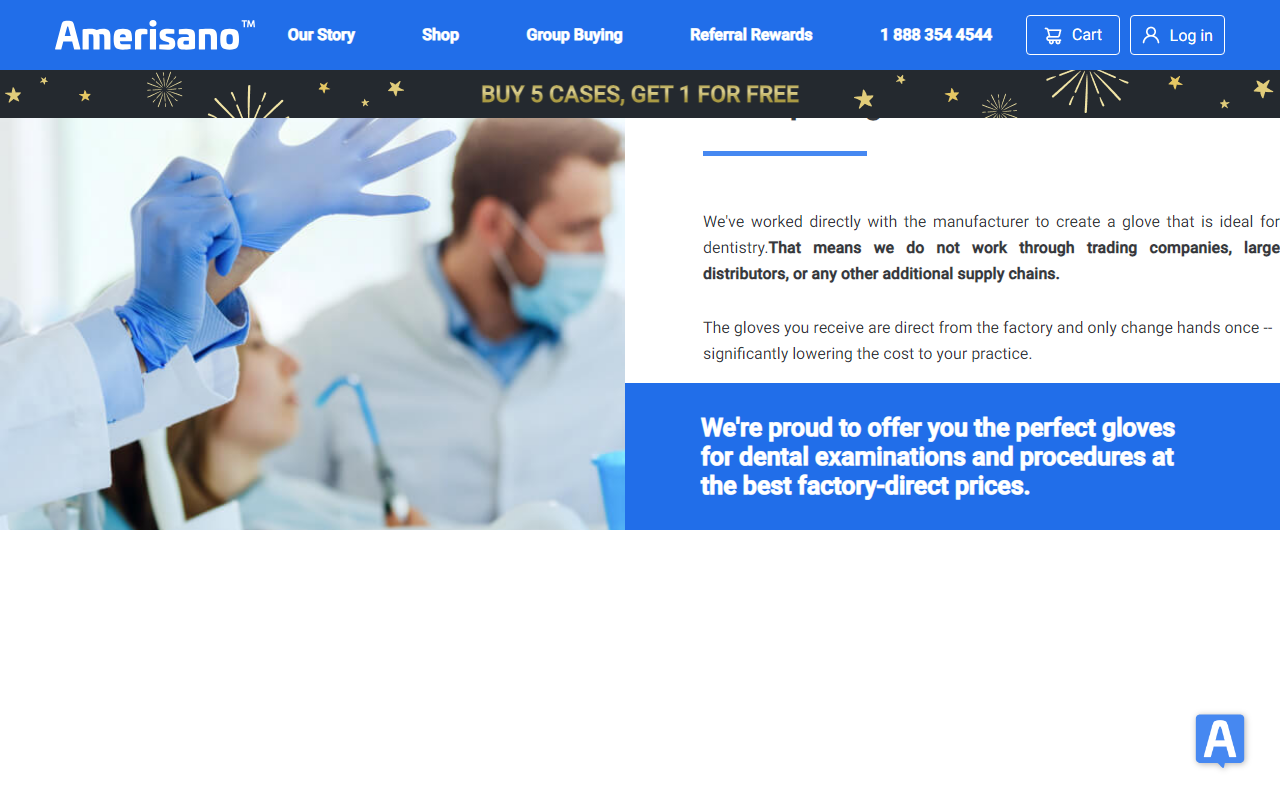 Amerisano™
Our Story
Shop
Group Buying
Referral Rewards
1 888 354 4544
Cart
Log in
BUY 5 CASES, GET 1 FOR FREE
We've worked directly with the manufacturer to create a glove that is ideal for
dentistry.That means we do not work through trading companies, large
distributors, or any other additional supply chains.
The gloves you receive are direct from the factory and only change hands once --
significantly lowering the cost to your practice.
We're proud to offer you the perfect gloves
for dental examinations and procedures at
the best factory-direct prices.
A